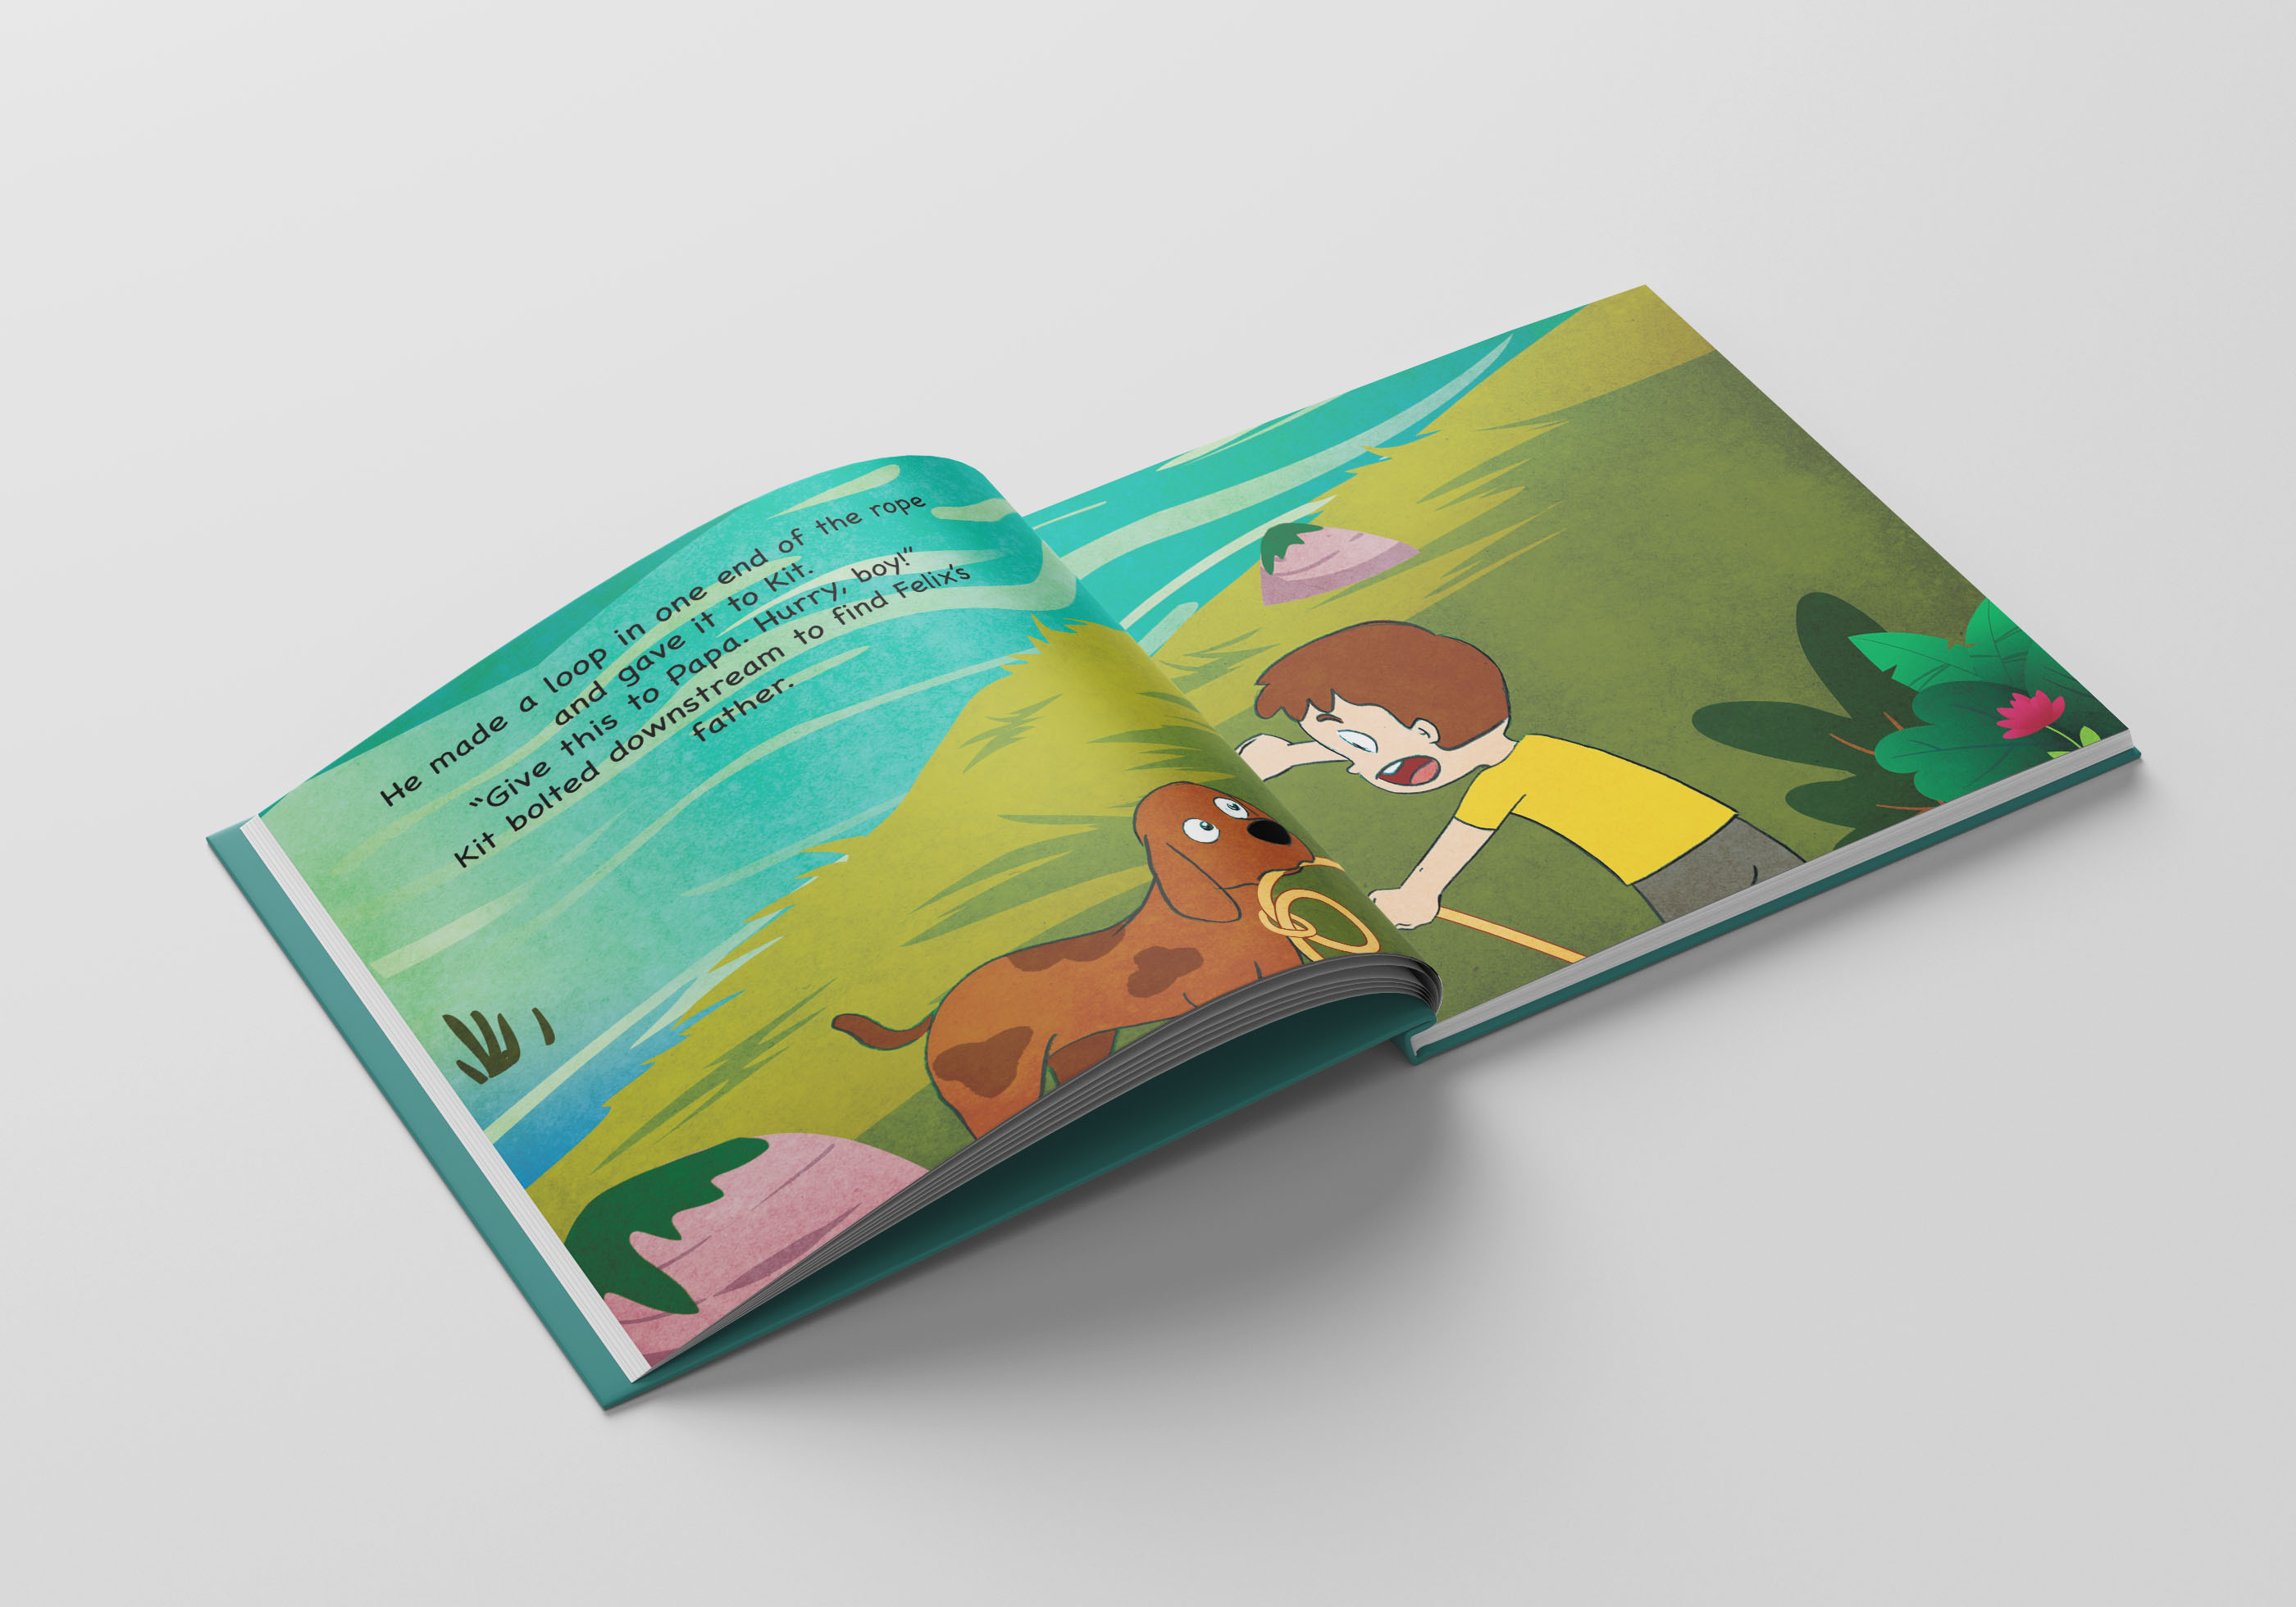 He made a loop in one end of the rope
and gave it to Kit.
“Give this to Papa. Hurry, boy!”
Kit bolted downstream to find Felix’s
father.